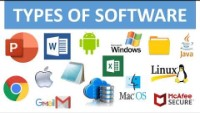 TYPES OF SOFTWARE
P
W
X
Windows
Java
Linux
Gmail
Mac OS
McAfee
SECURE